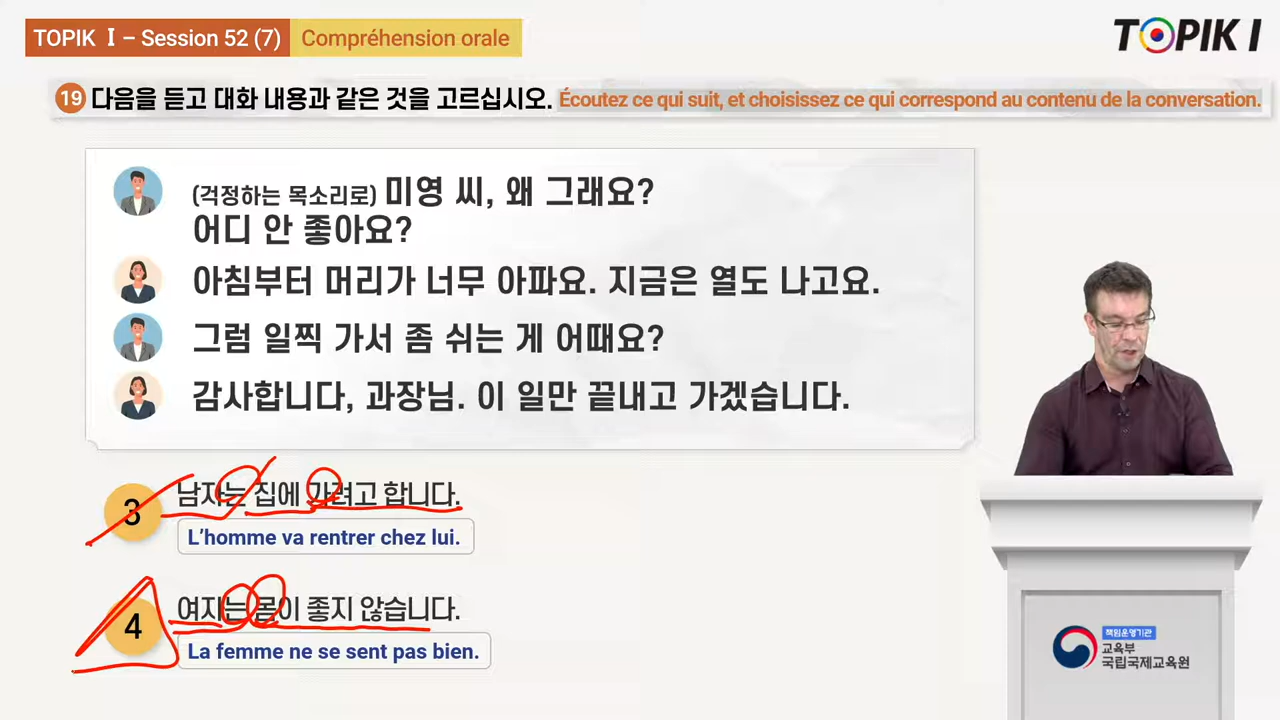 TOPIK Ⅰ – Session 52 (7) Compréhension orale
TOPIK I
19 다음을 듣고 대화 내용과 같은 것을 고르십시오. Écoutez ce qui suit, et choisissez ce qui correspond au contenu de la conversation.
(걱정하는 목소리로) 미영 씨, 왜 그래요?
어디 안 좋아요?
아침부터 머리가 너무 아파요. 지금은 열도 나고요.
그럼 일찍 가서 좀 쉬는 게 어때요?
감사합니다, 과장님. 이 일만 끝내고 가겠습니다.
3 남자는 집에 가려고 합니다.
L’homme va rentrer chez lui.
4 여자는 몸이 좋지 않습니다.
La femme ne se sent pas bien.
책임운영기관
교육부
국립국제교육원